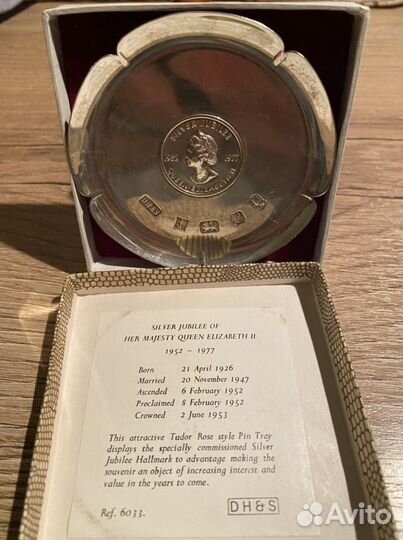 SILVER JUBILEE
1952 1977
QUEEN ELIZABETH II
DH&S
SILVER JUBILEE OF
HER MAJESTY QUEEN ELIZABETH II
1952 – 1977
Born 21 April 1926
Married 20 November 1947
Ascended 6 February 1952
Proclaimed 8 February 1952
Crowned 2 June 1953
This attractive Tudor Rose style Pin Tray
displays the specially commissioned Silver
Jubilee Hallmark to advantage making the
souvenir an object of increasing interest and
value in the years to come.
Ref. 6033.
DH&S
Avito